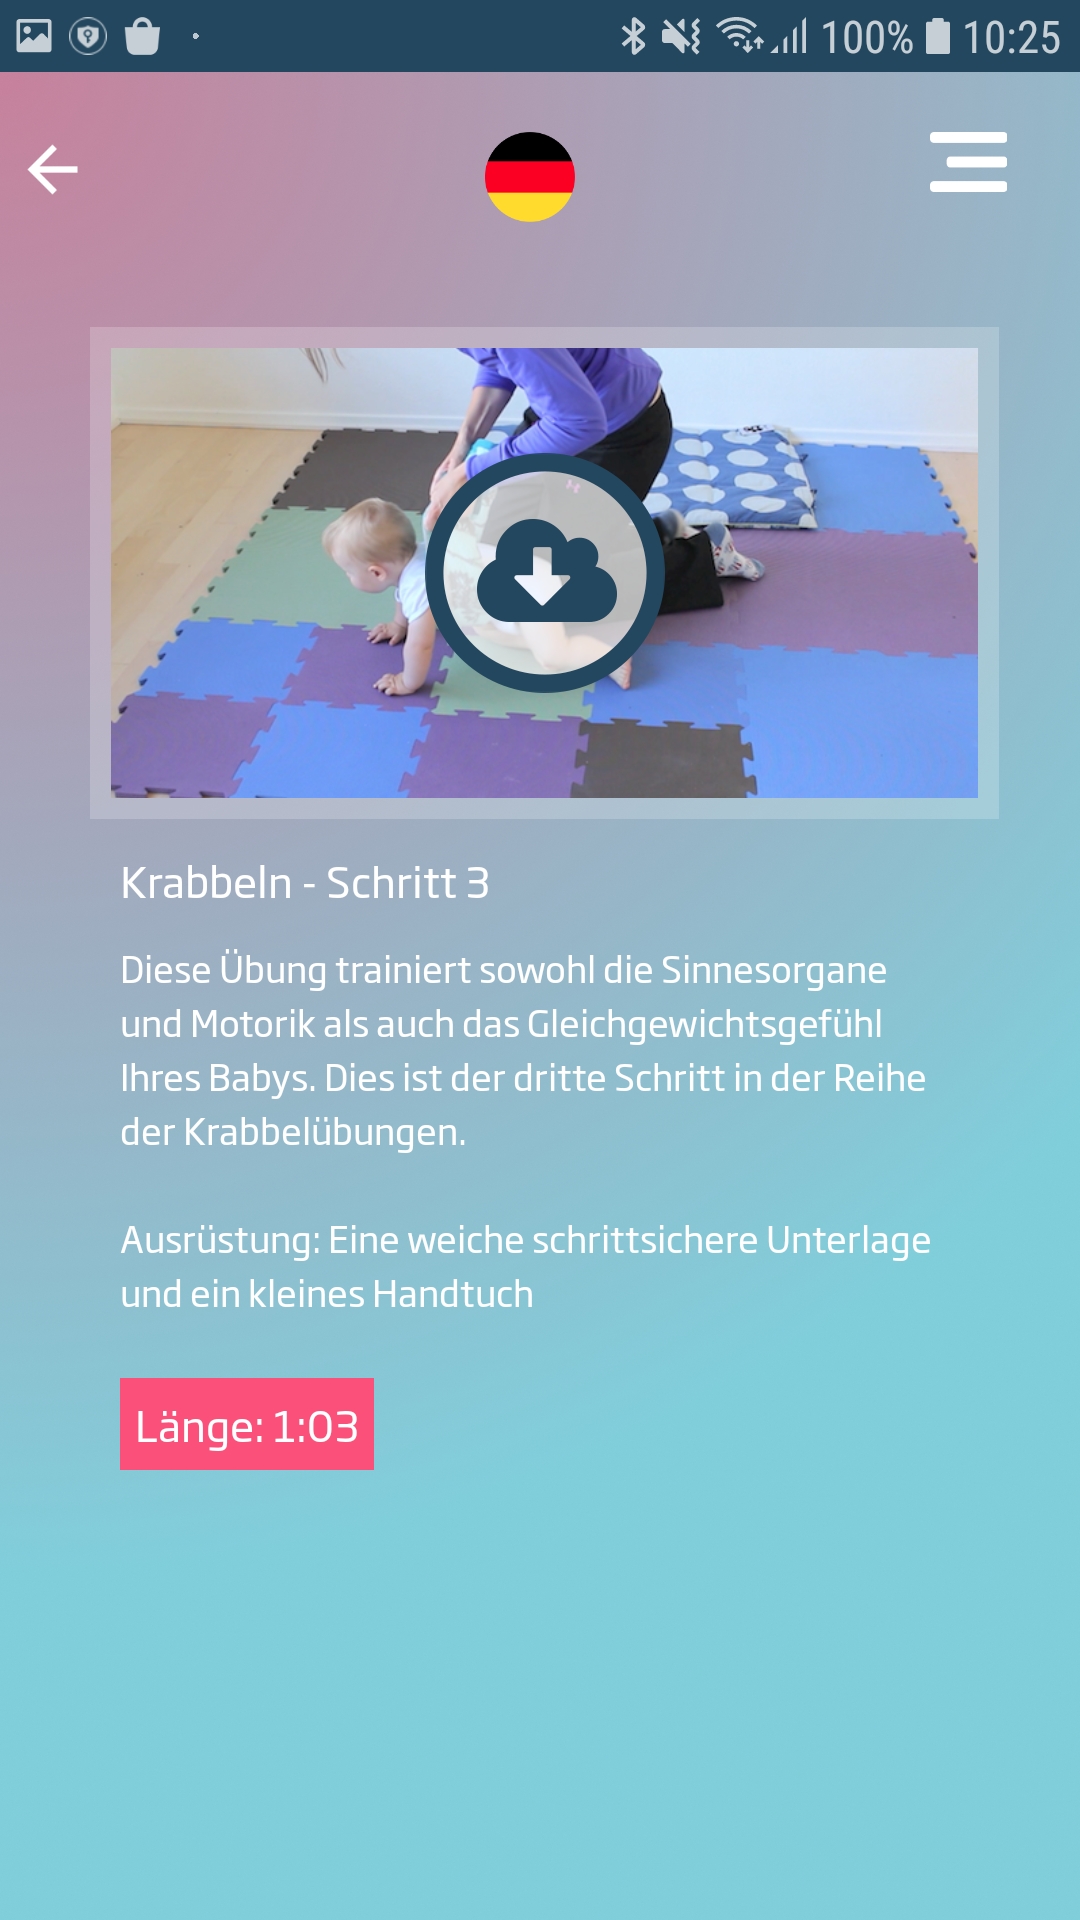 100% 10:25
Krabbeln - Schritt 3
Diese Übung trainiert sowohl die Sinnesorgane
und Motorik als auch das Gleichgewichtsgefühl
Ihres Babys. Dies ist der dritte Schritt in der Reihe
der Krabbelübungen.
Ausrüstung: Eine weiche schrittsichere Unterlage
und ein kleines Handtuch
Länge: 1:03